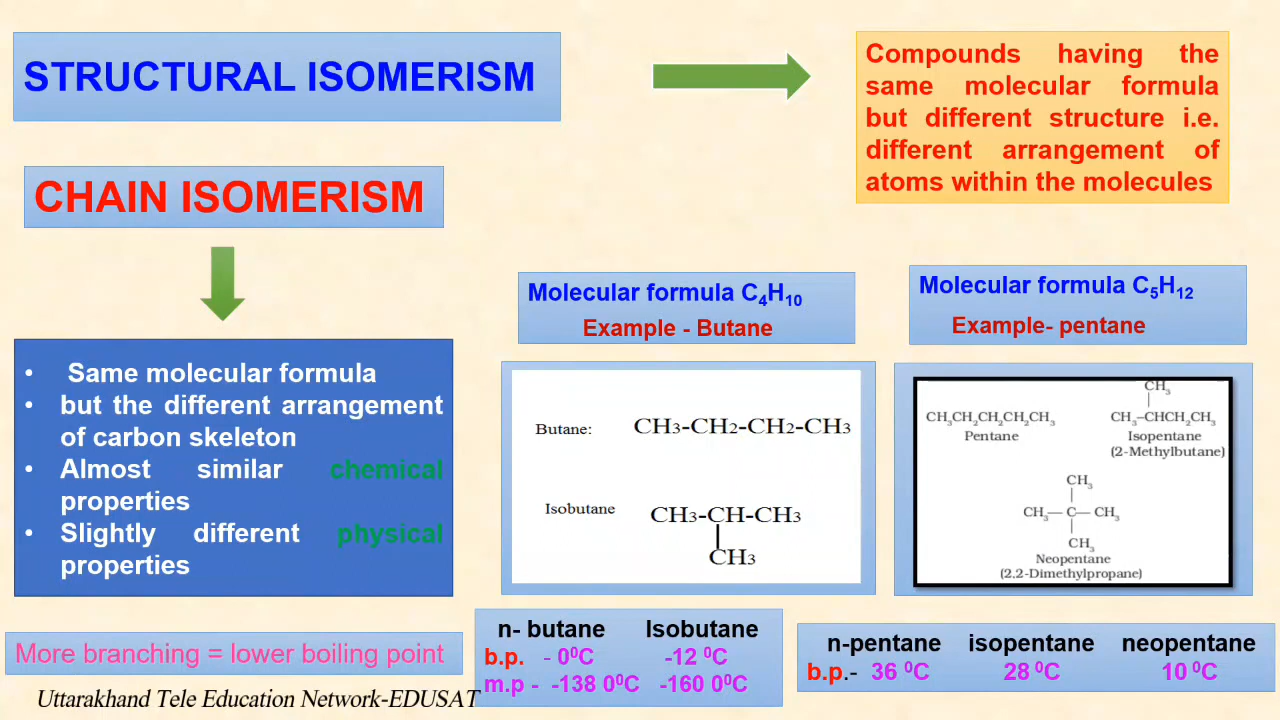 STRUCTURAL ISOMERISM
Compounds having the
same molecular formula
but different structure i.e.
different arrangement of
atoms within the molecules
CHAIN ISOMERISM
• Same molecular formula
• but the different arrangement
of carbon skeleton
• Almost similar chemical
properties
• Slightly different physical
properties
More branching = lower boiling point
Uttarakhand Tele Education Network-EDUSAT
Molecular formula C₄H₁₀
Example - Butane
Butane: CH₃-CH₂-CH₂-CH₃
Isobutane CH₃-CH-CH₃
CH₃
n- butane Isobutane
b.p. - 0⁰C -12 ⁰C
m.p - -138 0⁰C -160 0⁰C
Molecular formula C₅H₁₂
Example- pentane
CH₃
CH₃CH₂CH₂CH₂CH₃ CH₃–CHCH₂CH₃
Pentane Isopentane
(2-Methylbutane)
CH₃
CH₃—C—CH₃
CH₃
Neopentane
(2,2-Dimethylpropane)
n-pentane isopentane neopentane
b.p.- 36 ⁰C 28 ⁰C 10 ⁰C